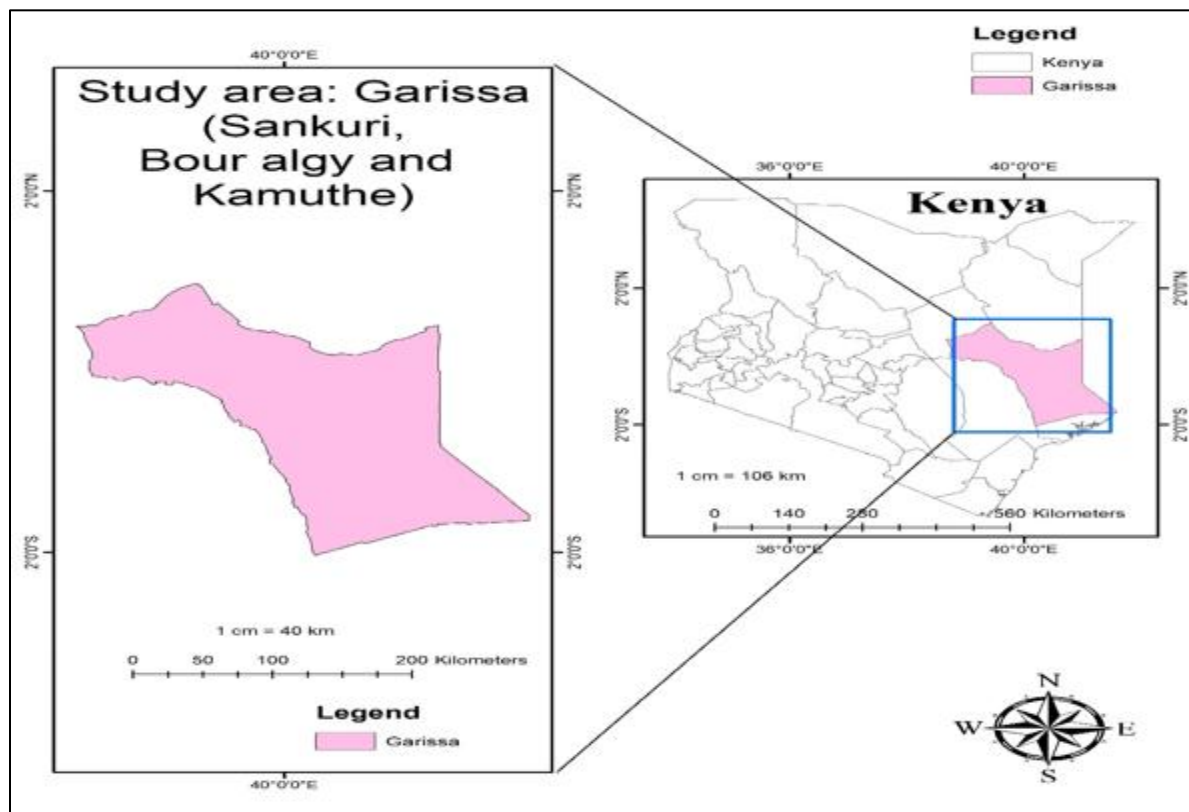 Legend
Kenya
Garissa
40°0'0"E
Study area: Garissa
(Sankuri,
Bour algy and
Kamuthe)
2°0'0"N
2°0'0"N
2°0'0"S
2°0'0"S
1 cm = 40 km
0 50 100 200 Kilometers
Legend
Garissa
40°0'0"E
36°0'0"E 40°0'0"E
Kenya
2°0'0"N
2°0'0"N
2°0'0"S
2°0'0"S
1 cm = 106 km
0 140 280 560 Kilometers
36°0'0"E 40°0'0"E
N
W E
S